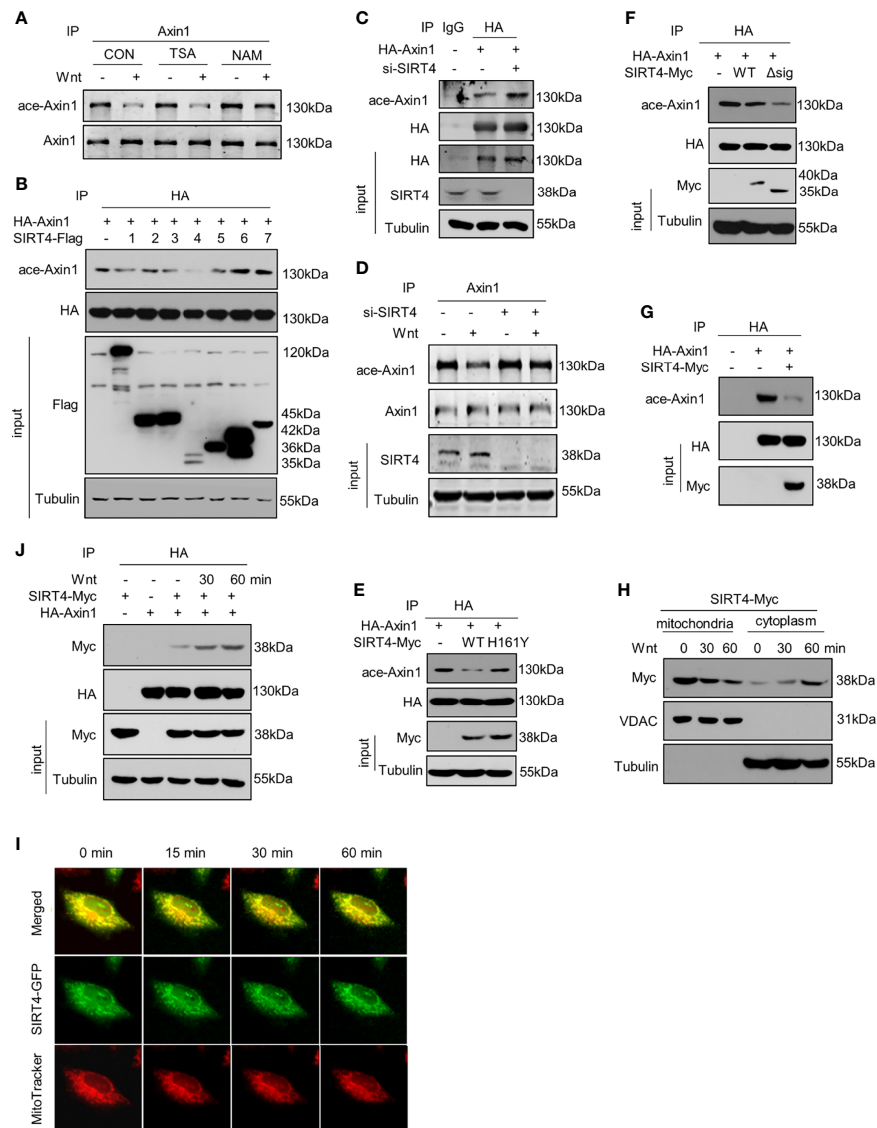 A
IP Axin1
CON TSA NAM
Wnt - + - + - +
ace-Axin1 130kDa
Axin1 130kDa
B
IP HA
HA-Axin1 + + + + + + + +
SIRT4-Flag - 1 2 3 4 5 6 7
ace-Axin1 130kDa
HA 130kDa
input
Flag
120kDa
45kDa
42kDa
36kDa
35kDa
Tubulin 55kDa
C
IP IgG HA
HA-Axin1 - + +
si-SIRT4 - - +
ace-Axin1 130kDa
HA 130kDa
input
HA 130kDa
SIRT4 38kDa
Tubulin 55kDa
D
IP Axin1
si-SIRT4 - - + +
Wnt - + - +
ace-Axin1 130kDa
Axin1 130kDa
input
SIRT4 38kDa
Tubulin 55kDa
F
IP HA
HA-Axin1 + + +
SIRT4-Myc - WT Δsig
ace-Axin1 130kDa
HA 130kDa
input
Myc 40kDa
35kDa
Tubulin 55kDa
G
IP HA
HA-Axin1 - + +
SIRT4-Myc - - +
ace-Axin1 130kDa
input
HA 130kDa
Myc 38kDa
J
IP HA
Wnt - - - 30 60 min
SIRT4-Myc + - + + +
HA-Axin1 - + + + +
Myc 38kDa
HA 130kDa
input
Myc 38kDa
Tubulin 55kDa
E
IP HA
HA-Axin1 + + +
SIRT4-Myc - WT H161Y
ace-Axin1 130kDa
HA 130kDa
input
Myc 38kDa
Tubulin 55kDa
H
SIRT4-Myc
mitochondria cytoplasm
Wnt 0 30 60 0 30 60 min
Myc 38kDa
VDAC 31kDa
Tubulin 55kDa
I
0 min 15 min 30 min 60 min
Merged
SIRT4-GFP
MitoTracker